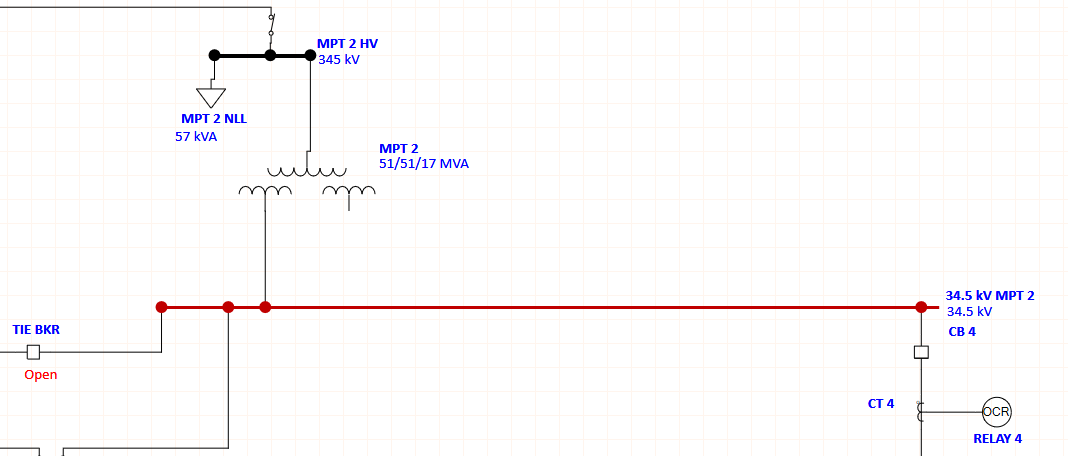 MPT 2 HV
345 kV
MPT 2 NLL
57 kVA
MPT 2
51/51/17 MVA
34.5 kV MPT 2
34.5 kV
TIE BKR
CB 4
Open
CT 4
OCR
RELAY 4